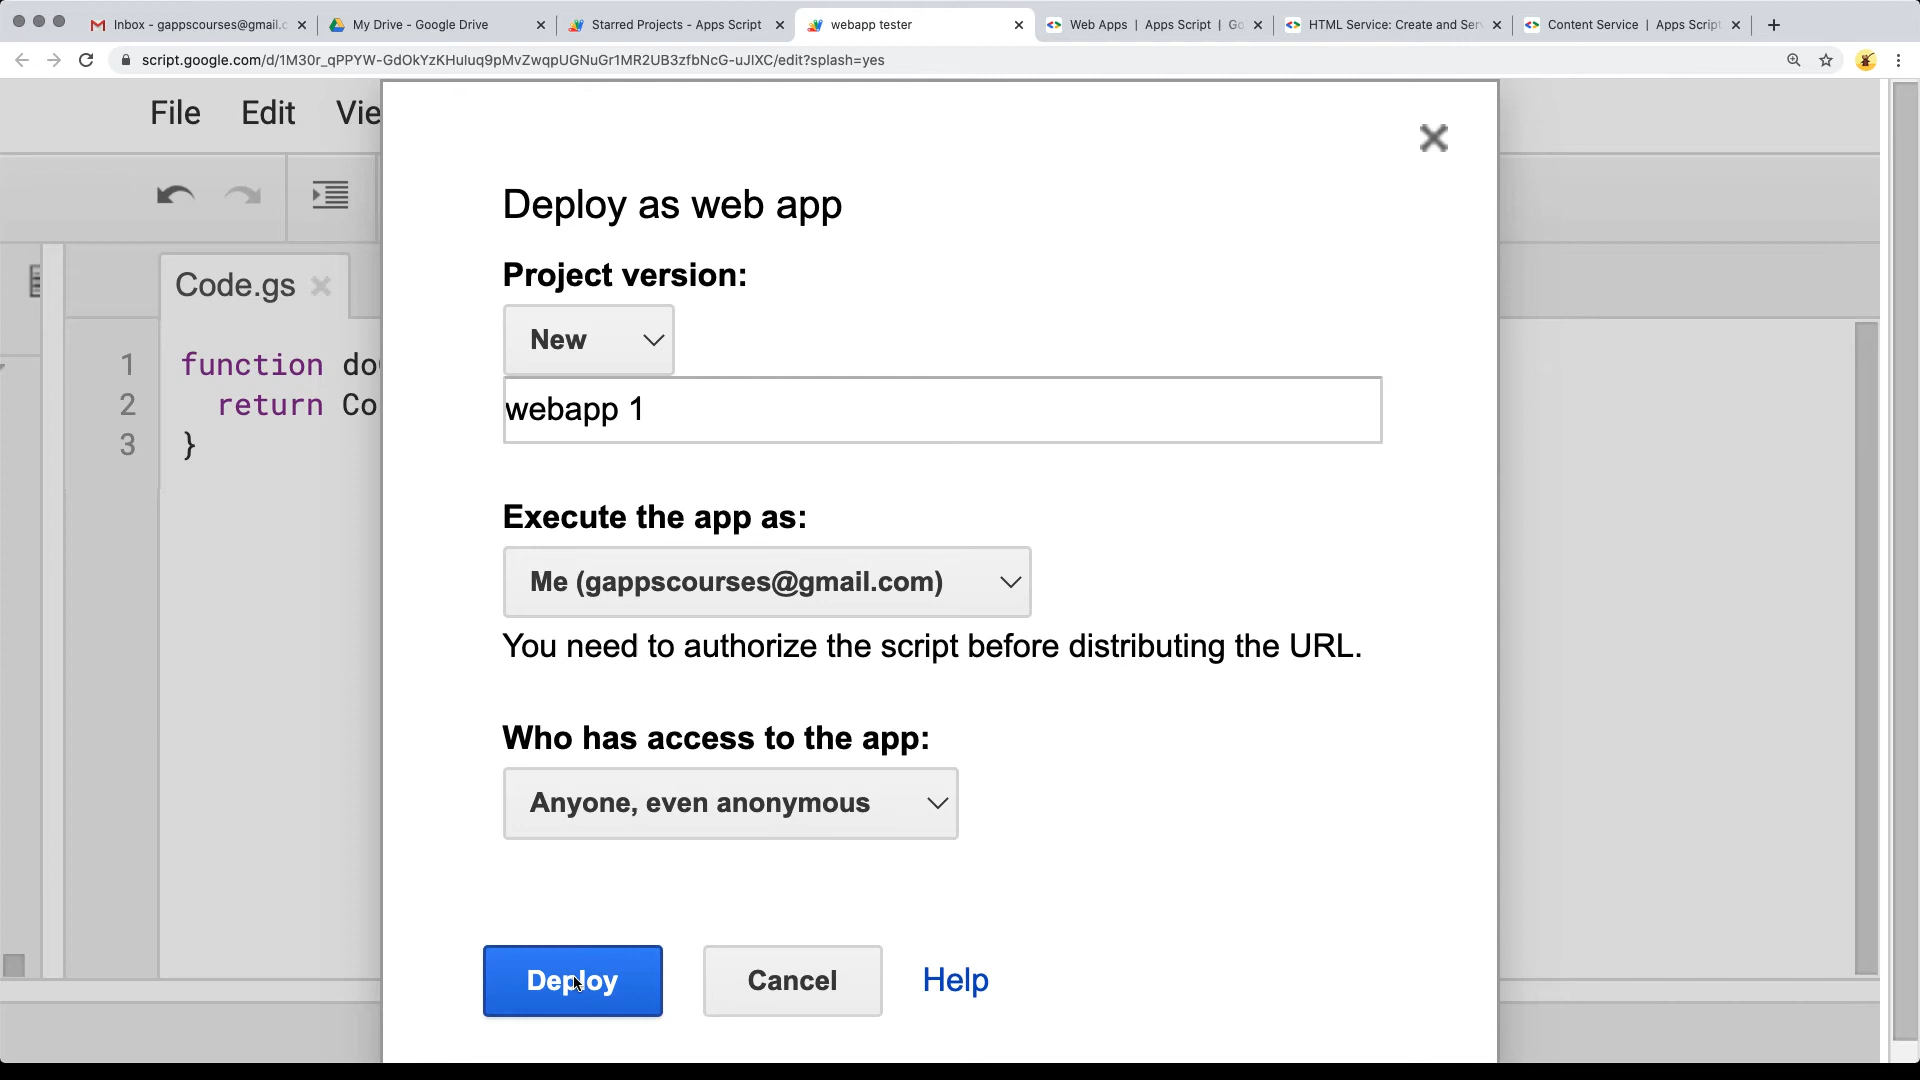 Inbox - gappscourses@gmail.c
My Drive - Google Drive
Starred Projects - Apps Script
webapp tester
Web Apps | Apps Script | Go
HTML Service: Create and Serv
Content Service | Apps Script
script.google.com/d/1M30r_qPPYW-GdOkYzKHuluq9pMvZwqpUGNuGr1MR2UB3zfbNcG-uJIXC/edit?splash=yes
File Edit Vie
Deploy as web app
Project version:
New
webapp 1
Code.gs
1 function do
2 return Co
3 }
Execute the app as:
Me (gappscourses@gmail.com)
You need to authorize the script before distributing the URL.
Who has access to the app:
Anyone, even anonymous
Deploy Cancel Help